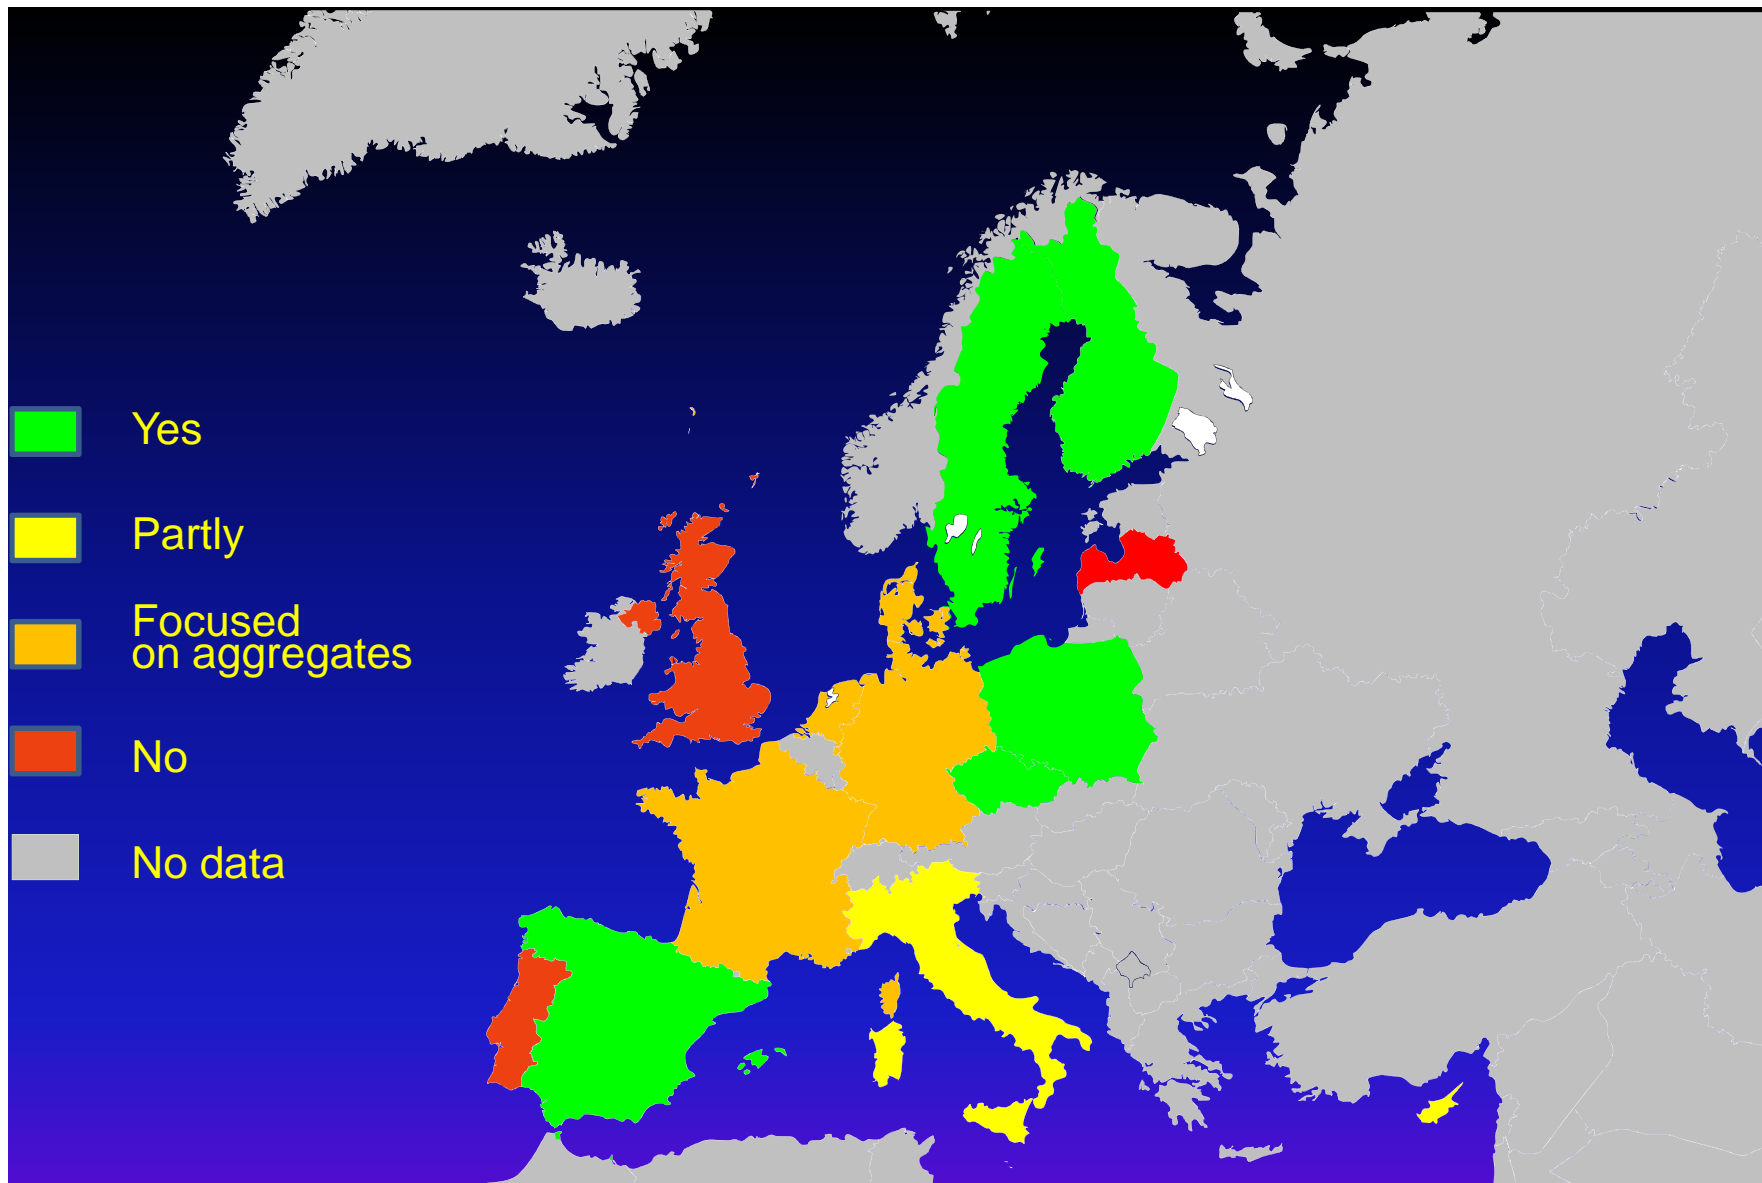 Yes
Partly
Focused
on aggregates
No
No data